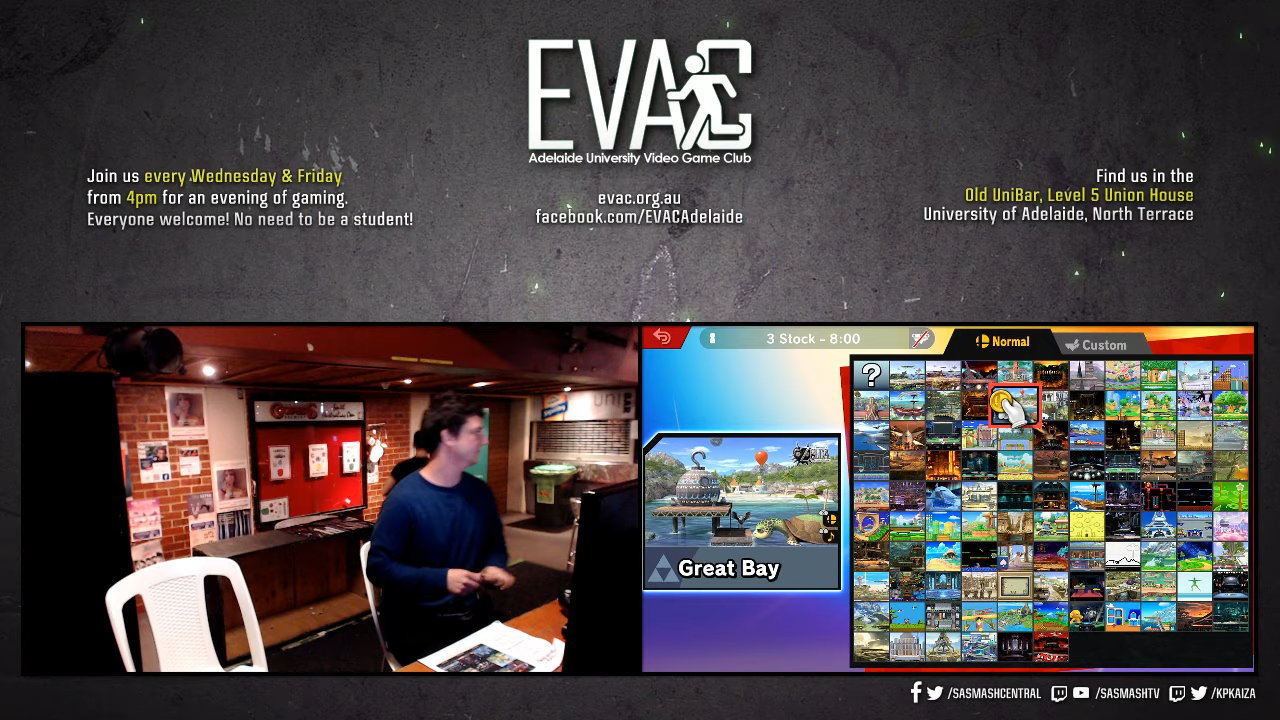 EVAC
Adelaide University Video Game Club
Join us every Wednesday & Friday
from 4pm for an evening of gaming.
Everyone welcome! No need to be a student!
evac.org.au
facebook.com/EVACAdelaide
Find us in the
Old UniBar, Level 5 Union House
University of Adelaide, North Terrace
3 Stock - 8:00
Normal
Custom
?
Great Bay
/SASMASHCENTRAL
/SASMASHTV
/KPKAIZA